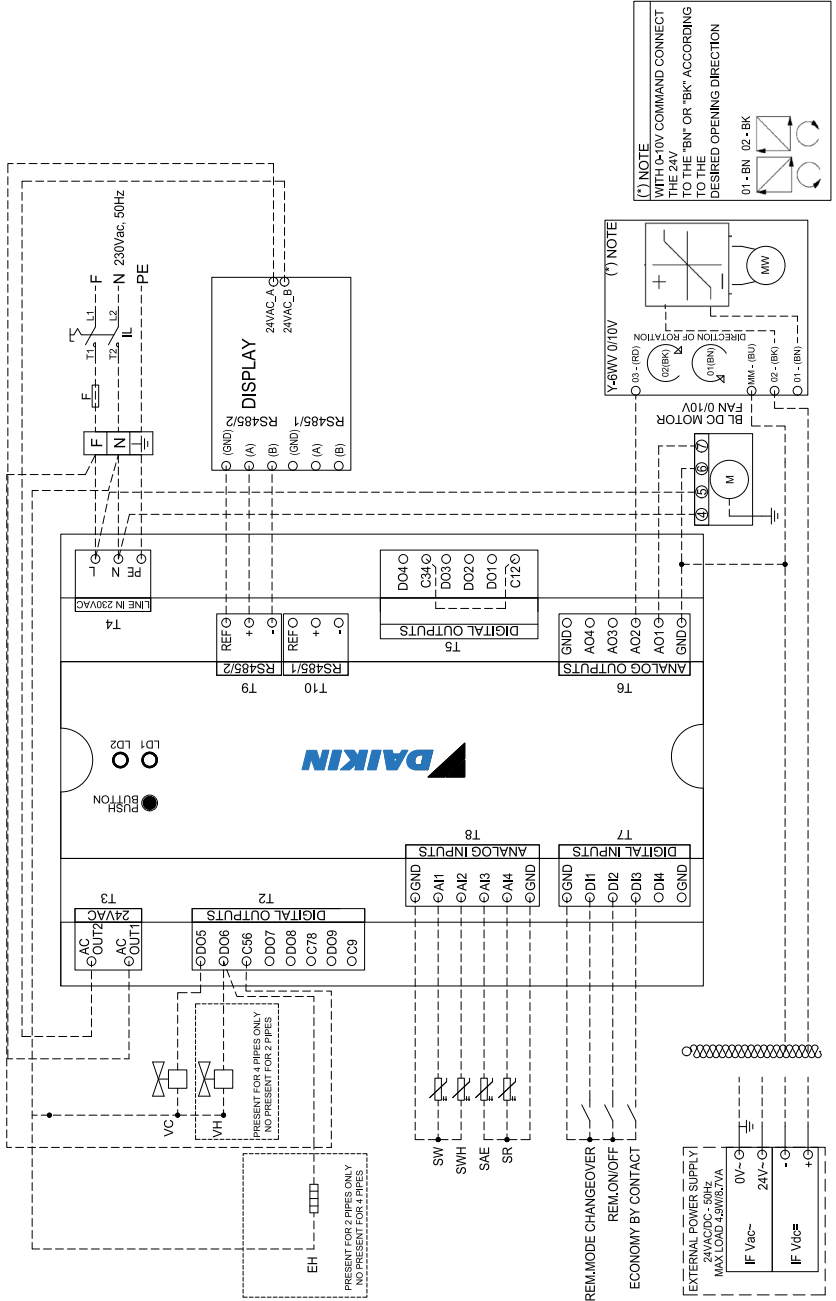 (*) NOTE
WITH 0-10V COMMAND CONNECT
THE 24V
TO THE "BN" OR "BK" ACCORDING
TO THE
DESIRED OPENING DIRECTION
01 - BN 02 - BK
F
N 230Vac, 50Hz
PE
L1
L2
T1
T2
IL
F
F
N
DISPLAY
24VAC_A
24VAC_B
RS485/2
(GND)
(A)
(B)
RS485/1
(GND)
(A)
(B)
Y-6WV 0/10V
(*) NOTE
+
-
MW
DIRECTION OF ROTATION
02(BK)
01(BN)
03 - (RD)
MM - (BU)
02 - (BK)
01 - (BN)
BL DC MOTOR
FAN 0/10V
4
5
6
7
M
T4
LINE IN 230VAC
L
N
PE
T9
RS485/2
REF
+
-
T10
RS485/1
REF
+
-
T5
DIGITAL OUTPUTS
DO4
C34
DO3
DO2
DO1
C12
T6
ANALOG OUTPUTS
GND
AO4
AO3
AO2
AO1
GND
LD2
LD1
PUSH
BUTTON
DAIKIN
T3
24VAC
AC
OUT2
AC
OUT1
T2
DIGITAL OUTPUTS
DO5
DO6
C56
DO7
DO8
C78
DO9
C9
T8
ANALOG INPUTS
GND
AI1
AI2
AI3
AI4
GND
T7
DIGITAL INPUTS
GND
DI1
DI2
DI3
DI4
GND
VC
VH
PRESENT FOR 4 PIPES ONLY
NO PRESENT FOR 2 PIPES
EH
PRESENT FOR 2 PIPES ONLY
NO PRESENT FOR 4 PIPES
SW
SWH
SAE
SR
REM.MODE CHANGEOVER
REM.ON/OFF
ECONOMY BY CONTACT
EXTERNAL POWER SUPPLY
24VAC/DC - 50Hz
MAX LOAD 4.9W/8.7VA
IF Vac~
0V~
24V~
IF Vdc=
-
+